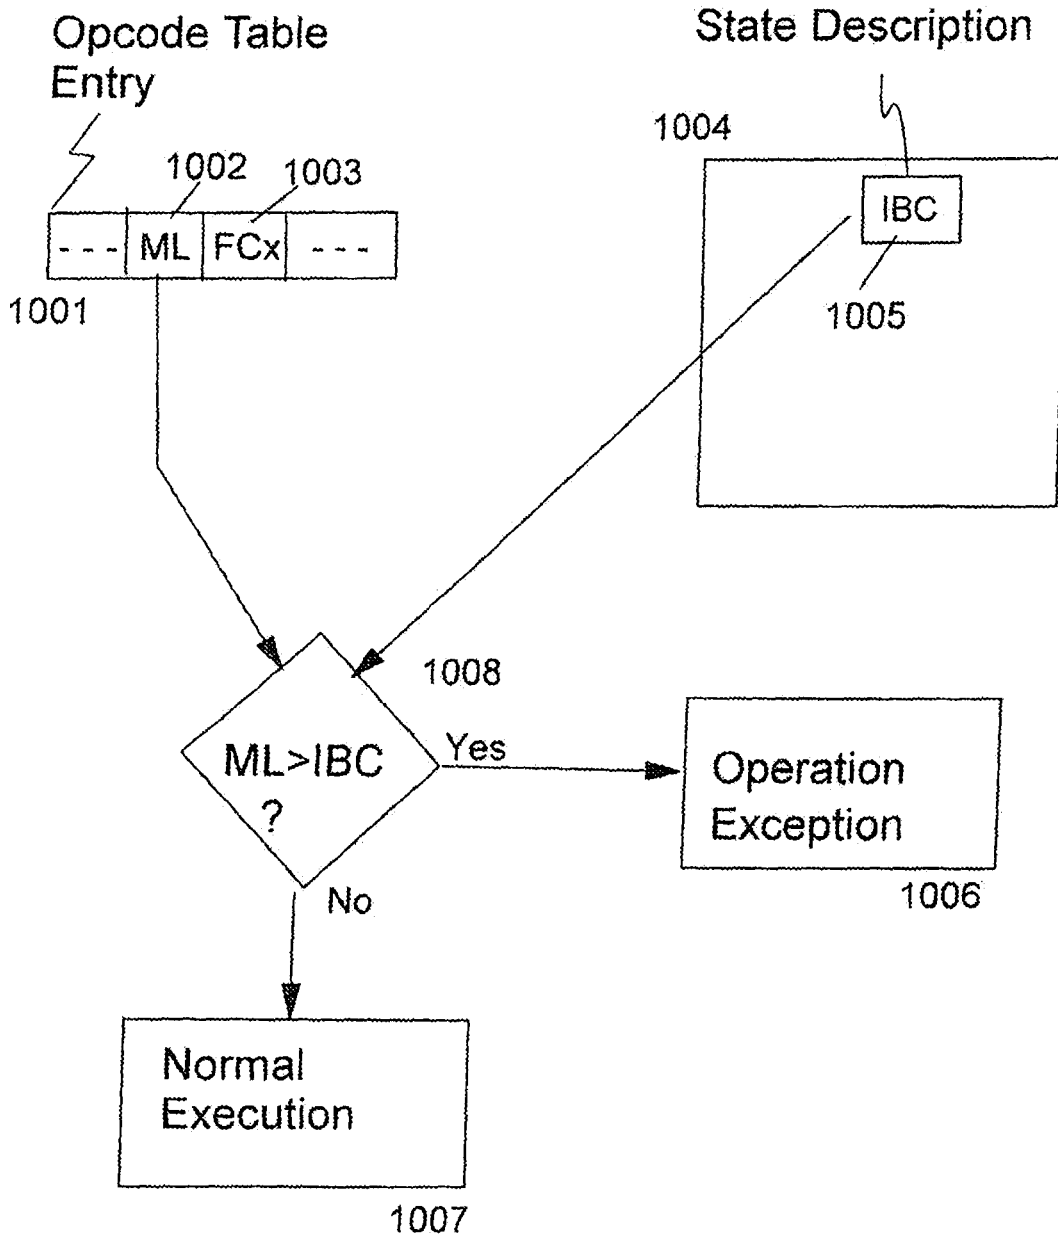 Opcode Table
Entry
State Description
1004
1002
1003
- - - ML FCx - - -
IBC
1001
1005
1008
ML>IBC
?
Yes
Operation
Exception
1006
No
Normal
Execution
1007